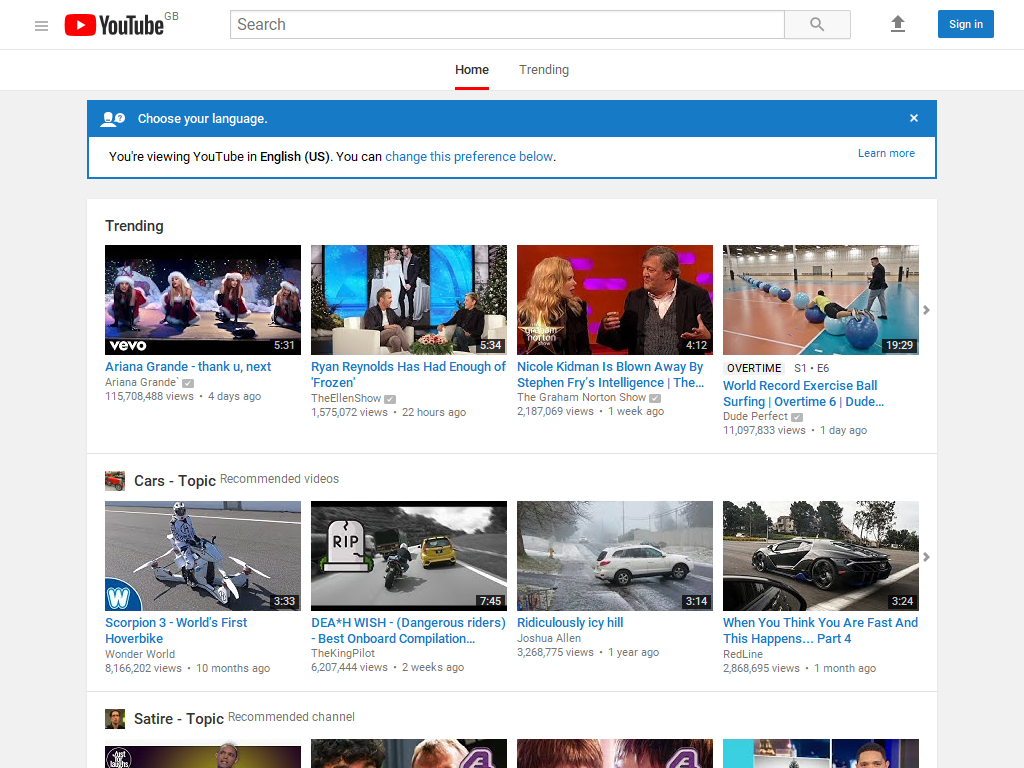 YouTube GB
Search
Sign in
Home
Trending
Choose your language.
×
You're viewing YouTube in English (US). You can change this preference below.
Learn more
Trending
vevo
5:31
5:34
graham
norton
show
4:12
19:29
Ariana Grande - thank u, next
Ariana Grande`
115,708,488 views • 4 days ago
Ryan Reynolds Has Had Enough of
'Frozen'
TheEllenShow
1,575,072 views • 22 hours ago
Nicole Kidman Is Blown Away By
Stephen Fry's Intelligence | The...
The Graham Norton Show
2,187,069 views • 1 week ago
OVERTIME S1 • E6
World Record Exercise Ball
Surfing | Overtime 6 | Dude...
Dude Perfect
11,097,833 views • 1 day ago
Cars - Topic Recommended videos
W
3:33
RIP
7:45
3:14
3:24
Scorpion 3 - World's First
Hoverbike
Wonder World
8,166,202 views • 10 months ago
DEA*H WISH - (Dangerous riders)
- Best Onboard Compilation...
TheKingPilot
6,207,444 views • 2 weeks ago
Ridiculously icy hill
Joshua Allen
3,268,775 views • 1 year ago
When You Think You Are Fast And
This Happens... Part 4
RedLine
2,868,695 views • 1 month ago
Satire - Topic Recommended channel
Just
for
laughs